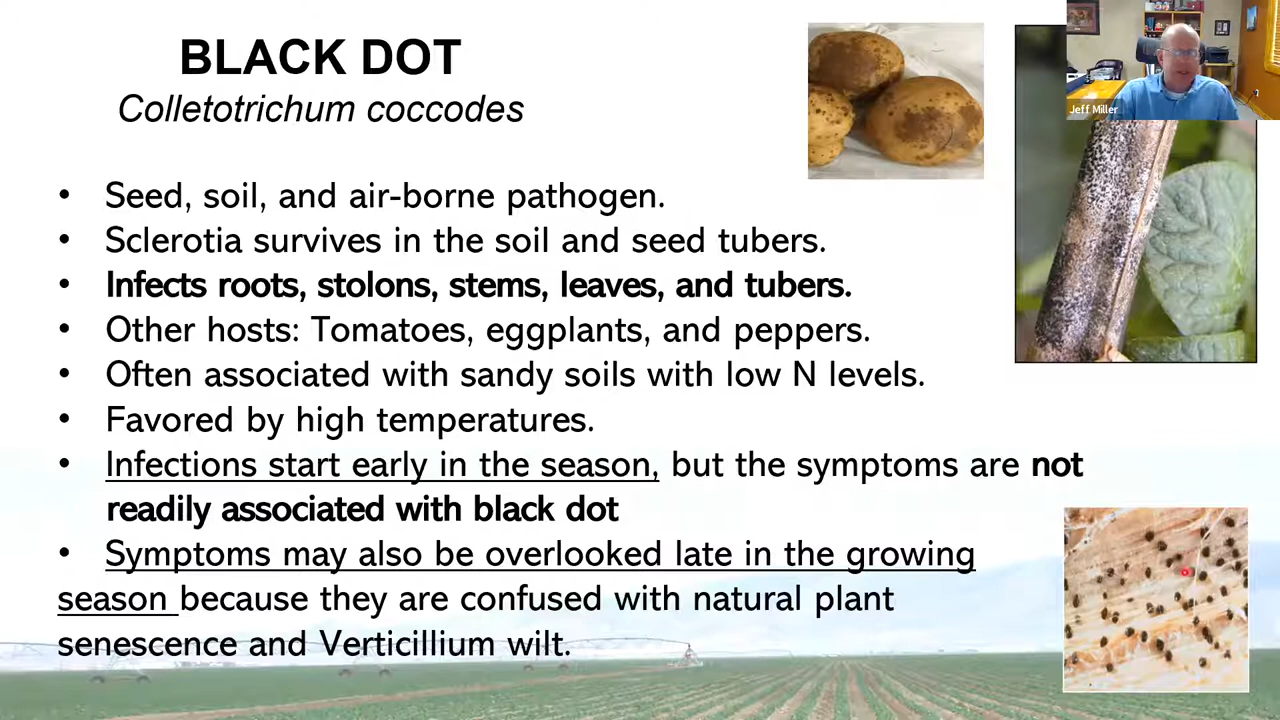 BLACK DOT
Colletotrichum coccodes
Jeff Miller
• Seed, soil, and air-borne pathogen.
• Sclerotia survives in the soil and seed tubers.
• Infects roots, stolons, stems, leaves, and tubers.
• Other hosts: Tomatoes, eggplants, and peppers.
• Often associated with sandy soils with low N levels.
• Favored by high temperatures.
• Infections start early in the season, but the symptoms are not
readily associated with black dot
• Symptoms may also be overlooked late in the growing
season because they are confused with natural plant
senescence and Verticillium wilt.